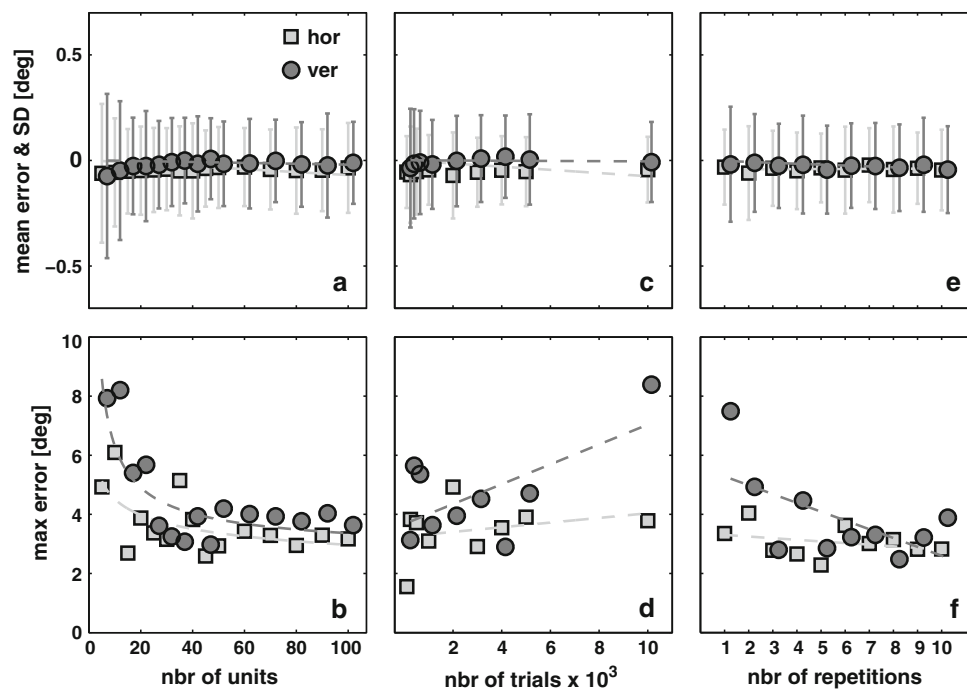 mean error & SD [deg]
0.5
0
−0.5
hor
ver
a
c
e
max error [deg]
10
8
6
4
2
0
b
d
f
0 20 40 60 80 100
nbr of units
2 4 6 8 10
nbr of trials x 10³
1 2 3 4 5 6 7 8 9 10
nbr of repetitions